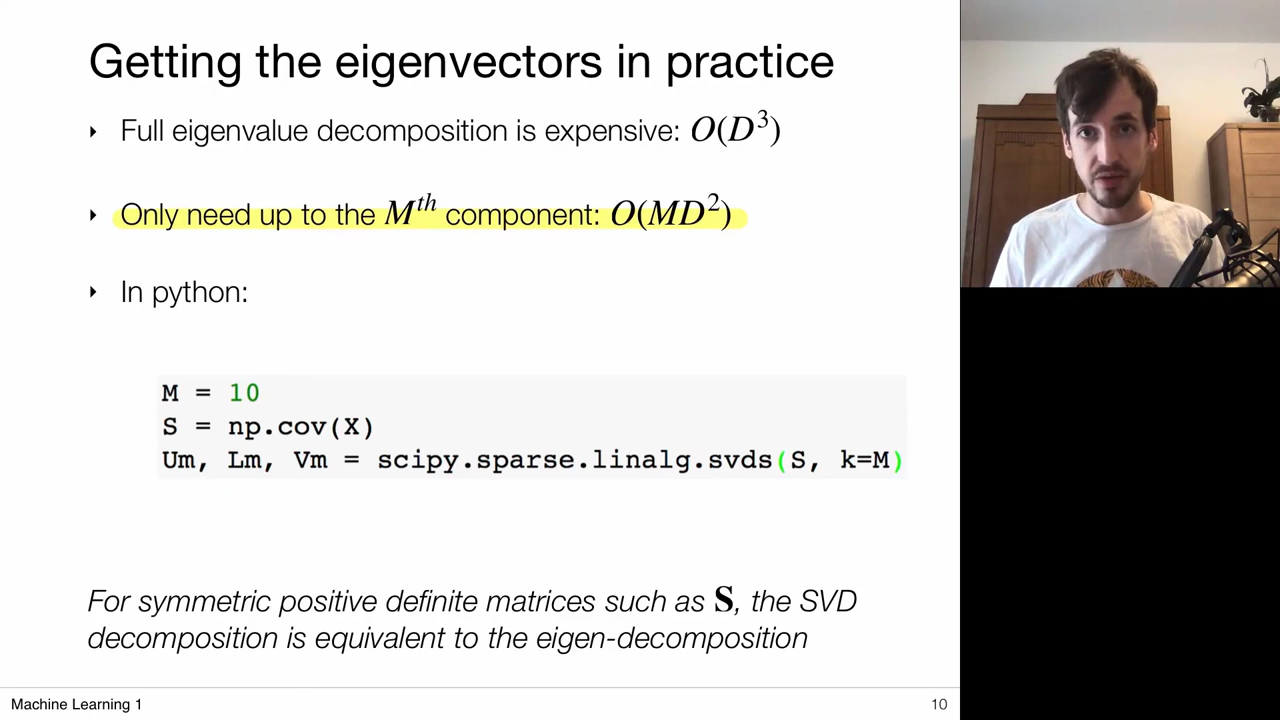 Getting the eigenvectors in practice
‣ Full eigenvalue decomposition is expensive: O(D³)
‣ Only need up to the Mᵗʰ component: O(MD²)
‣ In python:
M = 10
S = np.cov(X)
Um, Lm, Vm = scipy.sparse.linalg.svds(S, k=M)
For symmetric positive definite matrices such as S, the SVD
decomposition is equivalent to the eigen-decomposition
Machine Learning 1
10